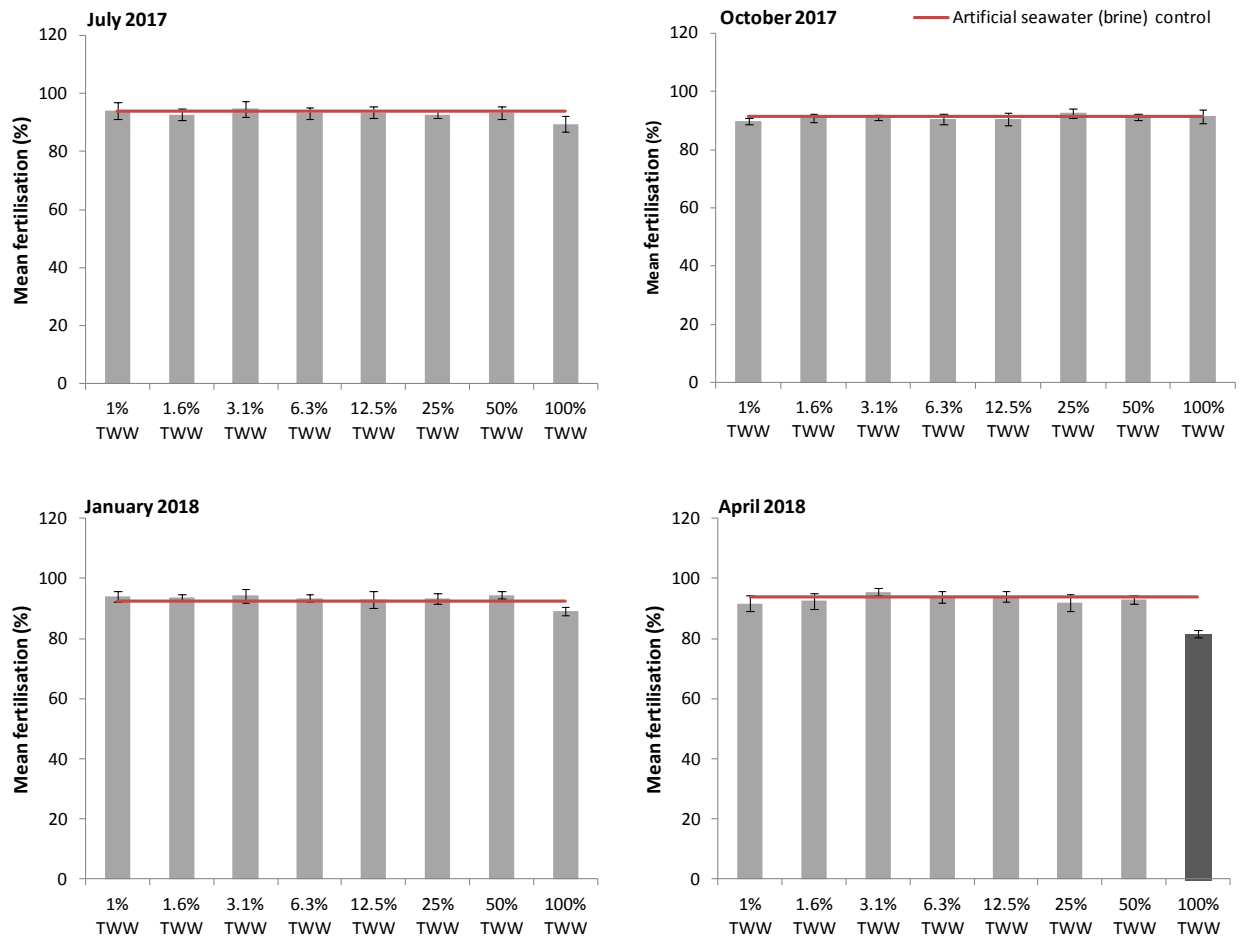 July 2017
120
100
80
60
40
20
0
Mean fertilisation (%)
1% 1.6% 3.1% 6.3% 12.5% 25% 50% 100%
TWW TWW TWW TWW TWW TWW TWW TWW
October 2017
Artificial seawater (brine) control
120
100
80
60
40
20
0
Mean fertilisation (%)
1% 1.6% 3.1% 6.3% 12.5% 25% 50% 100%
TWW TWW TWW TWW TWW TWW TWW TWW
January 2018
120
100
80
60
40
20
0
Mean fertilisation (%)
1% 1.6% 3.1% 6.3% 12.5% 25% 50% 100%
TWW TWW TWW TWW TWW TWW TWW TWW
April 2018
120
100
80
60
40
20
0
Mean fertilisation (%)
1% 1.6% 3.1% 6.3% 12.5% 25% 50% 100%
TWW TWW TWW TWW TWW TWW TWW TWW